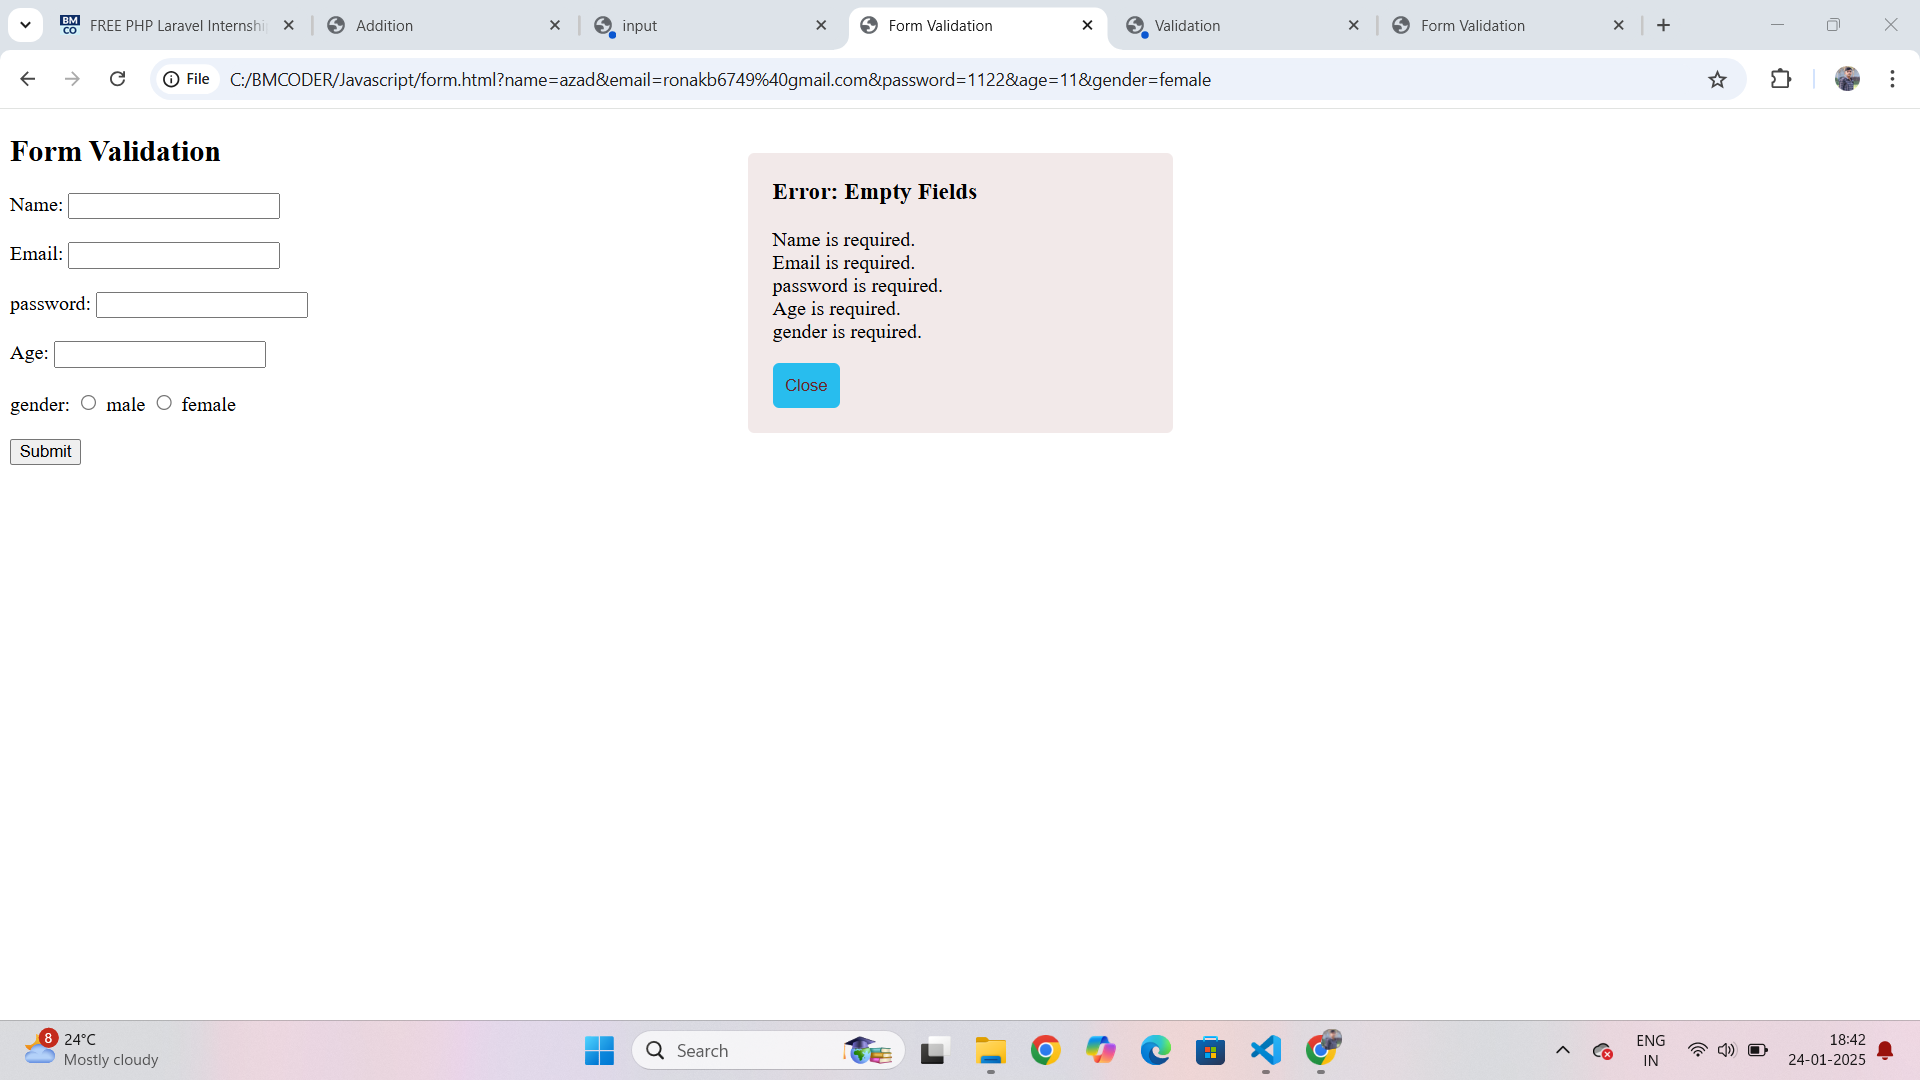 FREE PHP Laravel Internshi
Addition
input
Form Validation
Validation
Form Validation
File
C:/BMCODER/Javascript/form.html?name=azad&email=ronakb6749%40gmail.com&password=1122&age=11&gender=female
Form Validation
Name:
Email:
password:
Age:
gender: male female
Submit
Error: Empty Fields
Name is required.
Email is required.
password is required.
Age is required.
gender is required.
Close
8
24°C
Mostly cloudy
Search
ENG
IN
18:42
24-01-2025
BM
CO